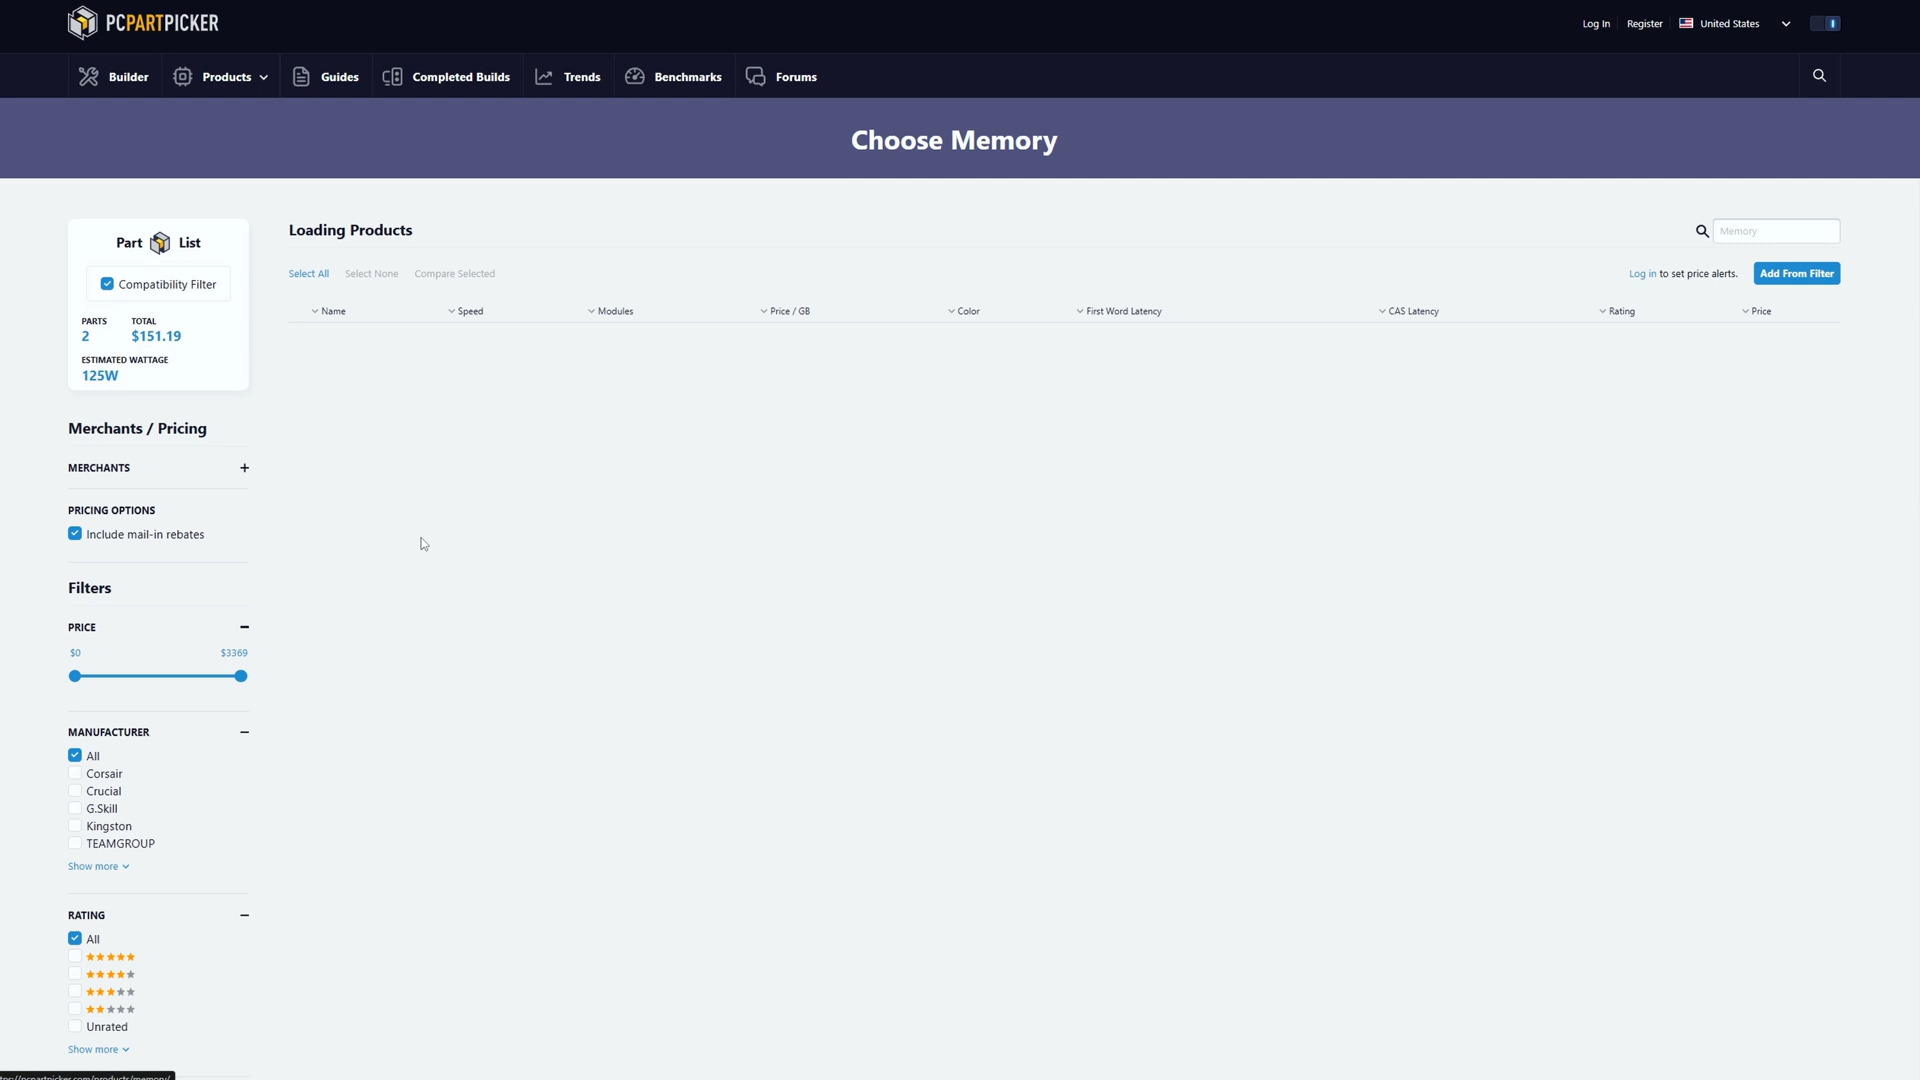 PCPARTPICKER
Log In Register United States
Builder Products Guides Completed Builds Trends Benchmarks Forums
Choose Memory
Part List
Compatibility Filter
PARTS TOTAL
2 $151.19
ESTIMATED WATTAGE
125W
Loading Products
Memory
Select All Select None Compare Selected
Log in to set price alerts. Add From Filter
Name Speed Modules Price / GB Color First Word Latency CAS Latency Rating Price
Merchants / Pricing
MERCHANTS
PRICING OPTIONS
Include mail-in rebates
Filters
PRICE
$0 $3369
MANUFACTURER
All
Corsair
Crucial
G.Skill
Kingston
TEAMGROUP
Show more
RATING
All
Unrated
Show more